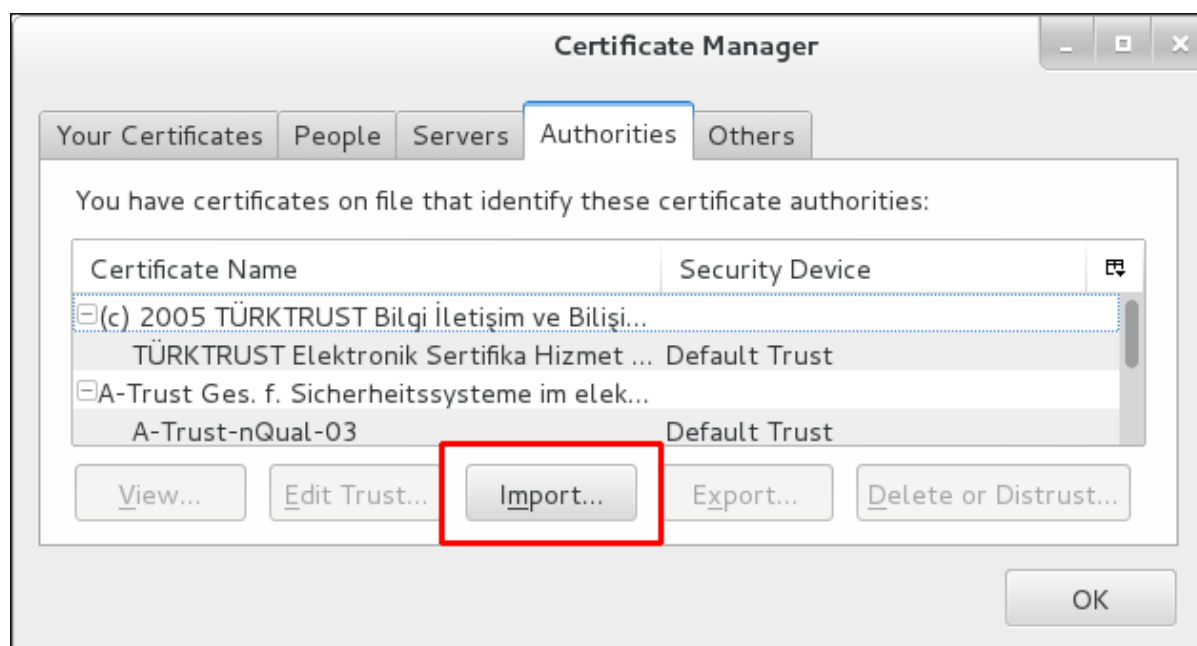 Certificate Manager
Your Certificates People Servers Authorities Others
You have certificates on file that identify these certificate authorities:
Certificate Name Security Device
(c) 2005 TÜRKTRUST Bilgi İletişim ve Bilişi...
TÜRKTRUST Elektronik Sertifika Hizmet ... Default Trust
A-Trust Ges. f. Sicherheitssysteme im elek...
A-Trust-nQual-03 Default Trust
View... Edit Trust... Import... Export... Delete or Distrust...
OK